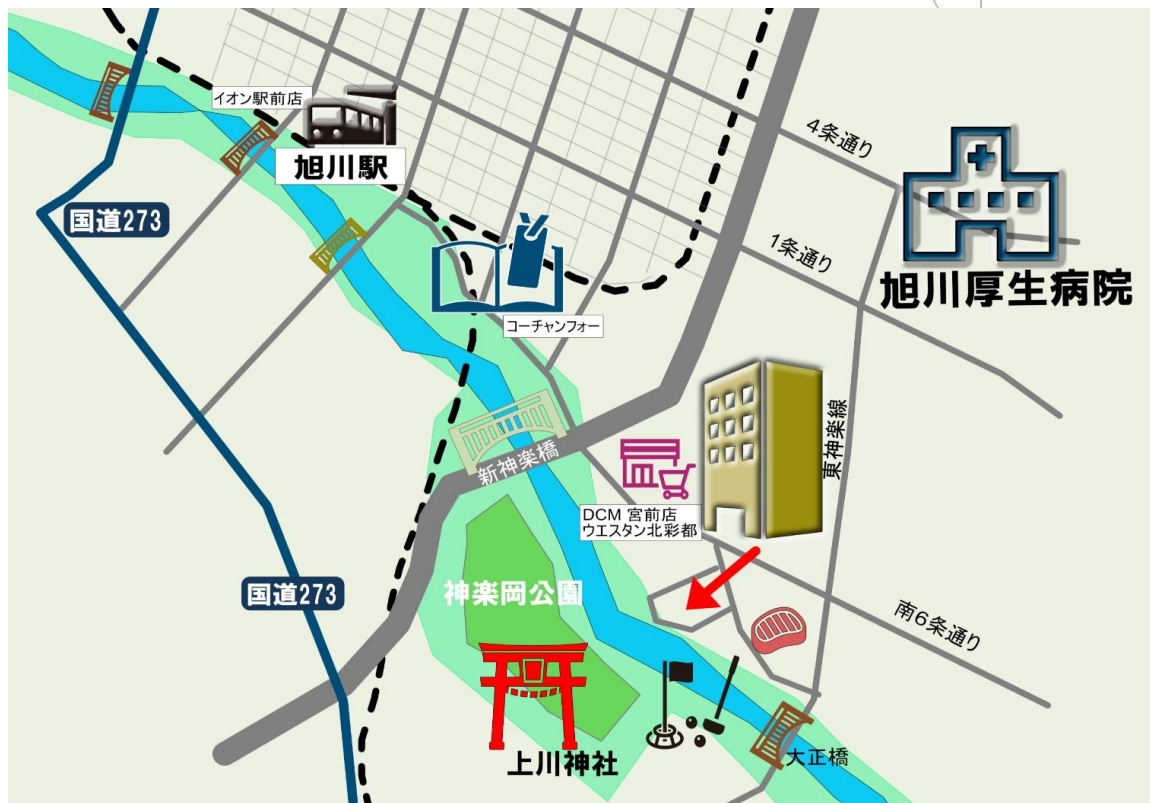 イオン駅前店
旭川駅
国道273
4条通り
1条通り
旭川厚生病院
コーチャンフォー
東神楽線
新神楽橋
DCM 宮前店
ウエスタン北彩都
国道273
神楽岡公園
南6条通り
上川神社
大正橋